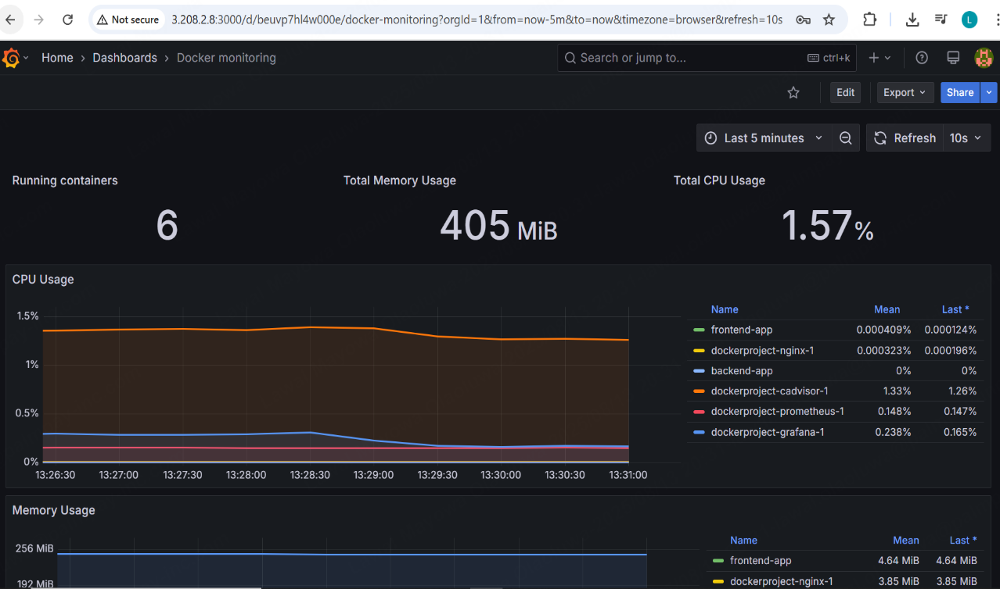 Not secure 3.208.2.8:3000/d/beuvp7hl4w000e/docker-monitoring?orgId=1&from=now-5m&to=now&timezone=browser&refresh=10s L
Home › Dashboards › Docker monitoring Search or jump to... ctrl+k
Edit Export Share
Last 5 minutes Refresh 10s
Running containers Total Memory Usage Total CPU Usage
6 405 MiB 1.57%
CPU Usage
Name Mean Last *
1.5%
frontend-app 0.000409% 0.000124%
dockerproject-nginx-1 0.000323% 0.000196%
1%
backend-app 0% 0%
dockerproject-cadvisor-1 1.33% 1.26%
0.5%
dockerproject-prometheus-1 0.148% 0.147%
dockerproject-grafana-1 0.238% 0.165%
0%
13:26:30 13:27:00 13:27:30 13:28:00 13:28:30 13:29:00 13:29:30 13:30:00 13:30:30 13:31:00
Memory Usage
Name Mean Last *
256 MiB
frontend-app 4.64 MiB 4.64 MiB
192 MiB
dockerproject-nginx-1 3.85 MiB 3.85 MiB